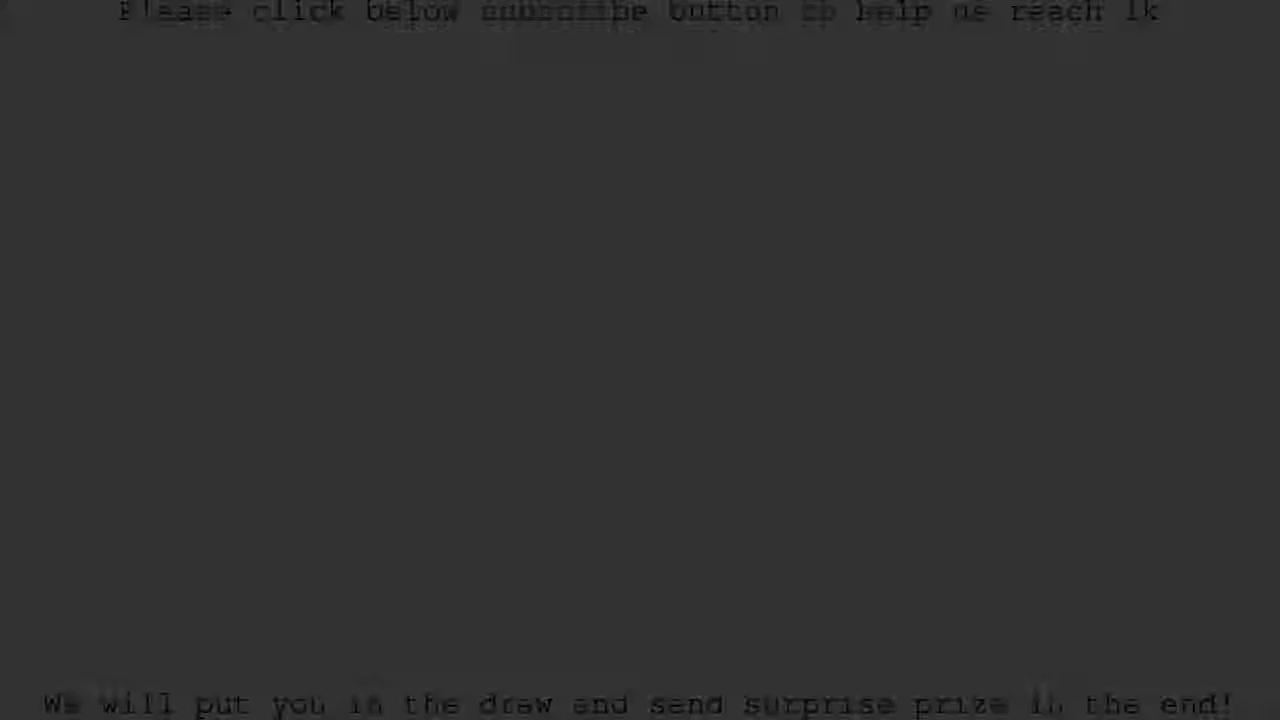 Please click below subscribe button to help us reach 1k
We will put you in the draw and send surprise prize in the end!